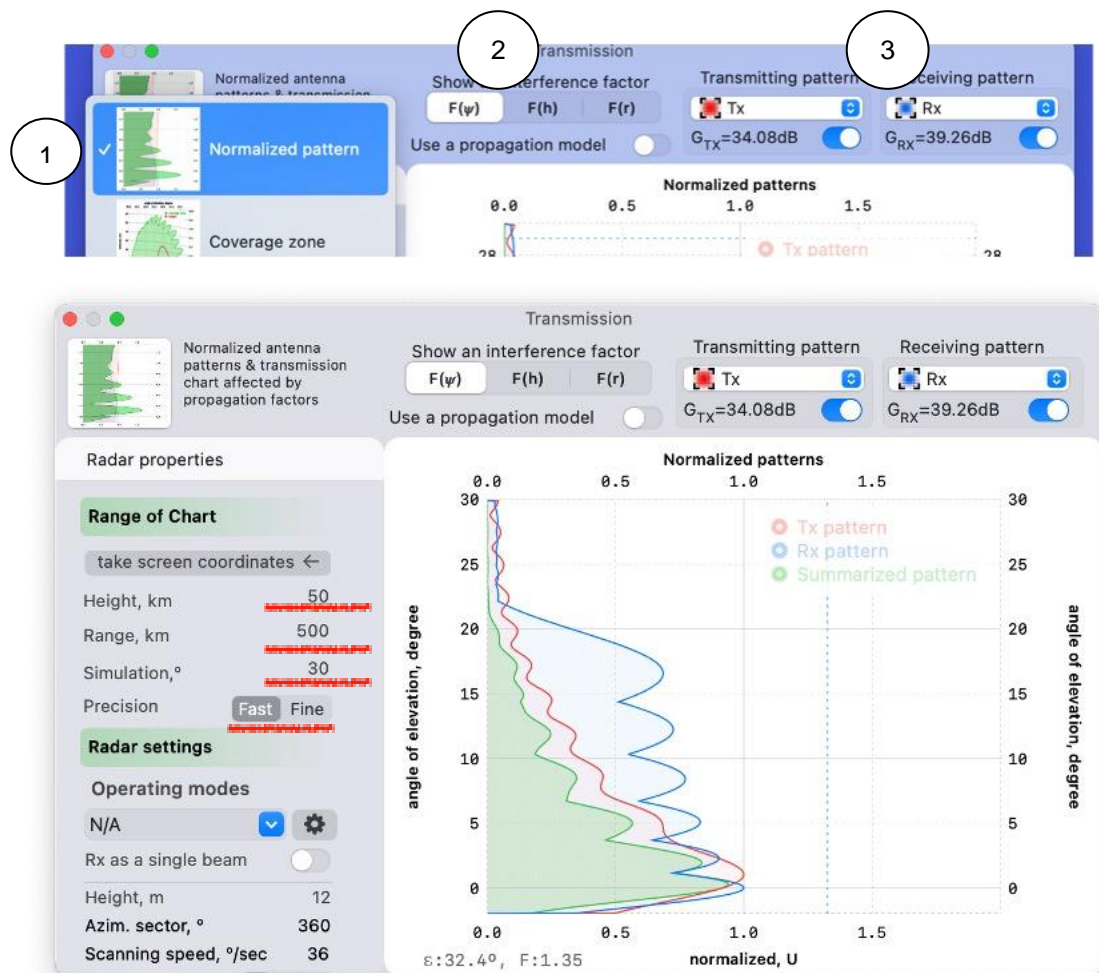 2
3
1
Transmission
Normalized antenna
patterns & transmission
Show an interference factor
Transmitting pattern
Receiving pattern
F(ψ) F(h) F(r)
Tx
Rx
Normalized pattern
Use a propagation model
GTX=34.08dB
GRX=39.26dB
Normalized patterns
0.0 0.5 1.0 1.5
Coverage zone
28
Tx pattern
28
Transmission
Normalized antenna
patterns & transmission
chart affected by
propagation factors
Show an interference factor
F(ψ) F(h) F(r)
Use a propagation model
Transmitting pattern
Tx
GTX=34.08dB
Receiving pattern
Rx
GRX=39.26dB
Radar properties
Range of Chart
take screen coordinates ←
Height, km 50
Range, km 500
Simulation,° 30
Precision Fast Fine
Radar settings
Operating modes
N/A
Rx as a single beam
Height, m 12
Azim. sector, ° 360
Scanning speed, °/sec 36
Normalized patterns
0.0 0.5 1.0 1.5
30 30
Tx pattern
Rx pattern
Summarized pattern
25 25
20 20
15 15
10 10
5 5
0 0
angle of elevation, degree
angle of elevation, degree
0.0 0.5 1.0 1.5
ε:32.4º, F:1.35
normalized, U